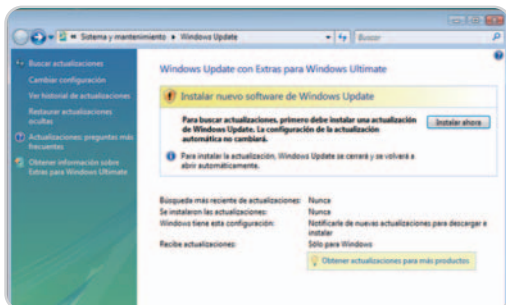 Sistema y mantenimiento ▸ Windows Update
Buscar
Buscar actualizaciones
Cambiar configuración
Ver historial de actualizaciones
Restaurar actualizaciones
ocultas
Actualizaciones: preguntas más
frecuentes
Obtener información sobre
Extras para Windows Ultimate
Windows Update con Extras para Windows Ultimate
Instalar nuevo software de Windows Update
Para buscar actualizaciones, primero debe instalar una actualización
de Windows Update. La configuración de la actualización
automática no cambiará.
Instalar ahora
Para instalar la actualización, Windows Update se cerrará y se volverá a
abrir automáticamente.
Búsqueda más reciente de actualizaciones: Nunca
Se instalaron las actualizaciones: Nunca
Windows tiene esta configuración: Notificarle de nuevas actualizaciones para descargar e
instalar
Recibe actualizaciones: Sólo para Windows
Obtener actualizaciones para más productos